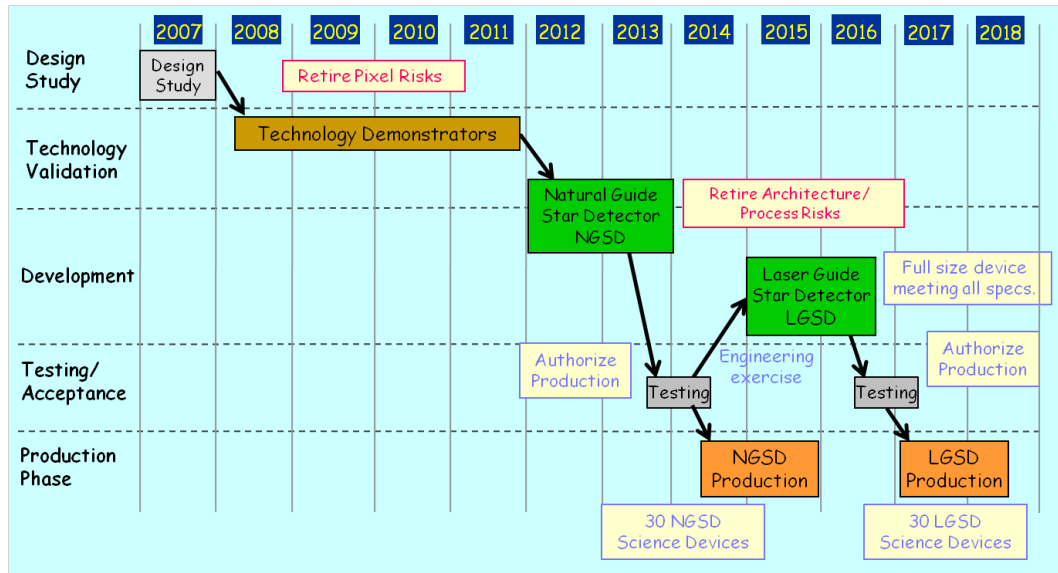 2007 2008 2009 2010 2011 2012 2013 2014 2015 2016 2017 2018
Design
Study
Design
Study
Retire Pixel Risks
Technology
Validation
Technology Demonstrators
Natural Guide
Star Detector
NGSD
Retire Architecture/
Process Risks
Development
Laser Guide
Star Detector
LGSD
Full size device
meeting all specs.
Testing/
Acceptance
Authorize
Production
Testing
Engineering
exercise
Testing
Authorize
Production
Production
Phase
NGSD
Production
LGSD
Production
30 NGSD
Science Devices
30 LGSD
Science Devices